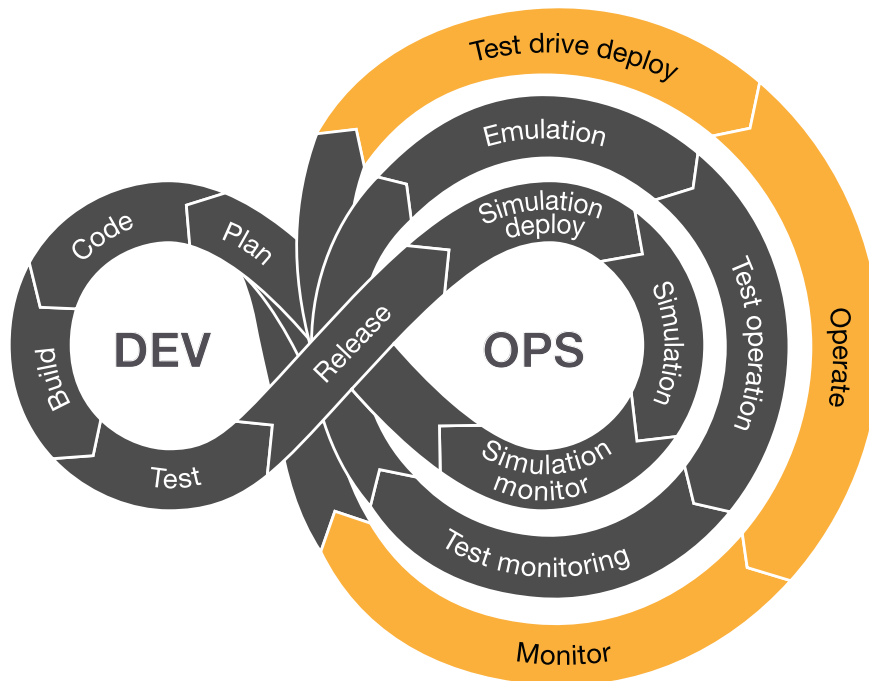 Test drive deploy
Emulation
Simulation
deploy
Code
Plan
DEV
OPS
Release
Simulation
Test operation
Operate
Build
Test
Simulation
monitor
Test monitoring
Monitor